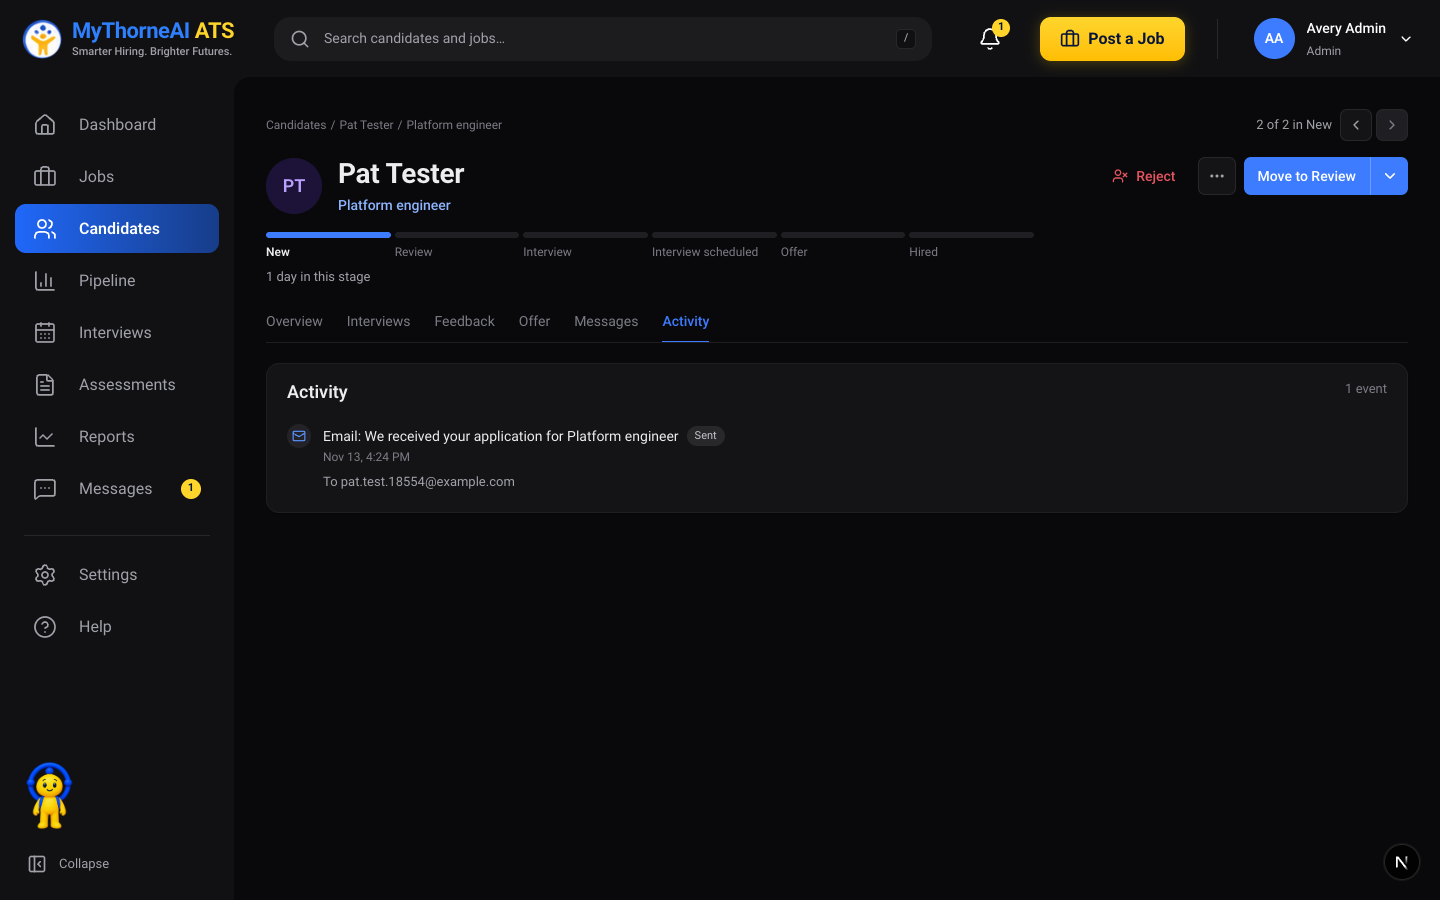 MyThorneAI ATS
Smarter Hiring. Brighter Futures.
Search candidates and jobs...
/
1
Post a Job
AA
Avery Admin
Admin
Dashboard
Jobs
Candidates
Pipeline
Interviews
Assessments
Reports
Messages
1
Settings
Help
Collapse
Candidates / Pat Tester / Platform engineer
2 of 2 in New
PT
Pat Tester
Platform engineer
Reject
Move to Review
New
Review
Interview
Interview scheduled
Offer
Hired
1 day in this stage
Overview
Interviews
Feedback
Offer
Messages
Activity
Activity
1 event
Email: We received your application for Platform engineer
Sent
Nov 13, 4:24 PM
To pat.test.18554@example.com
N